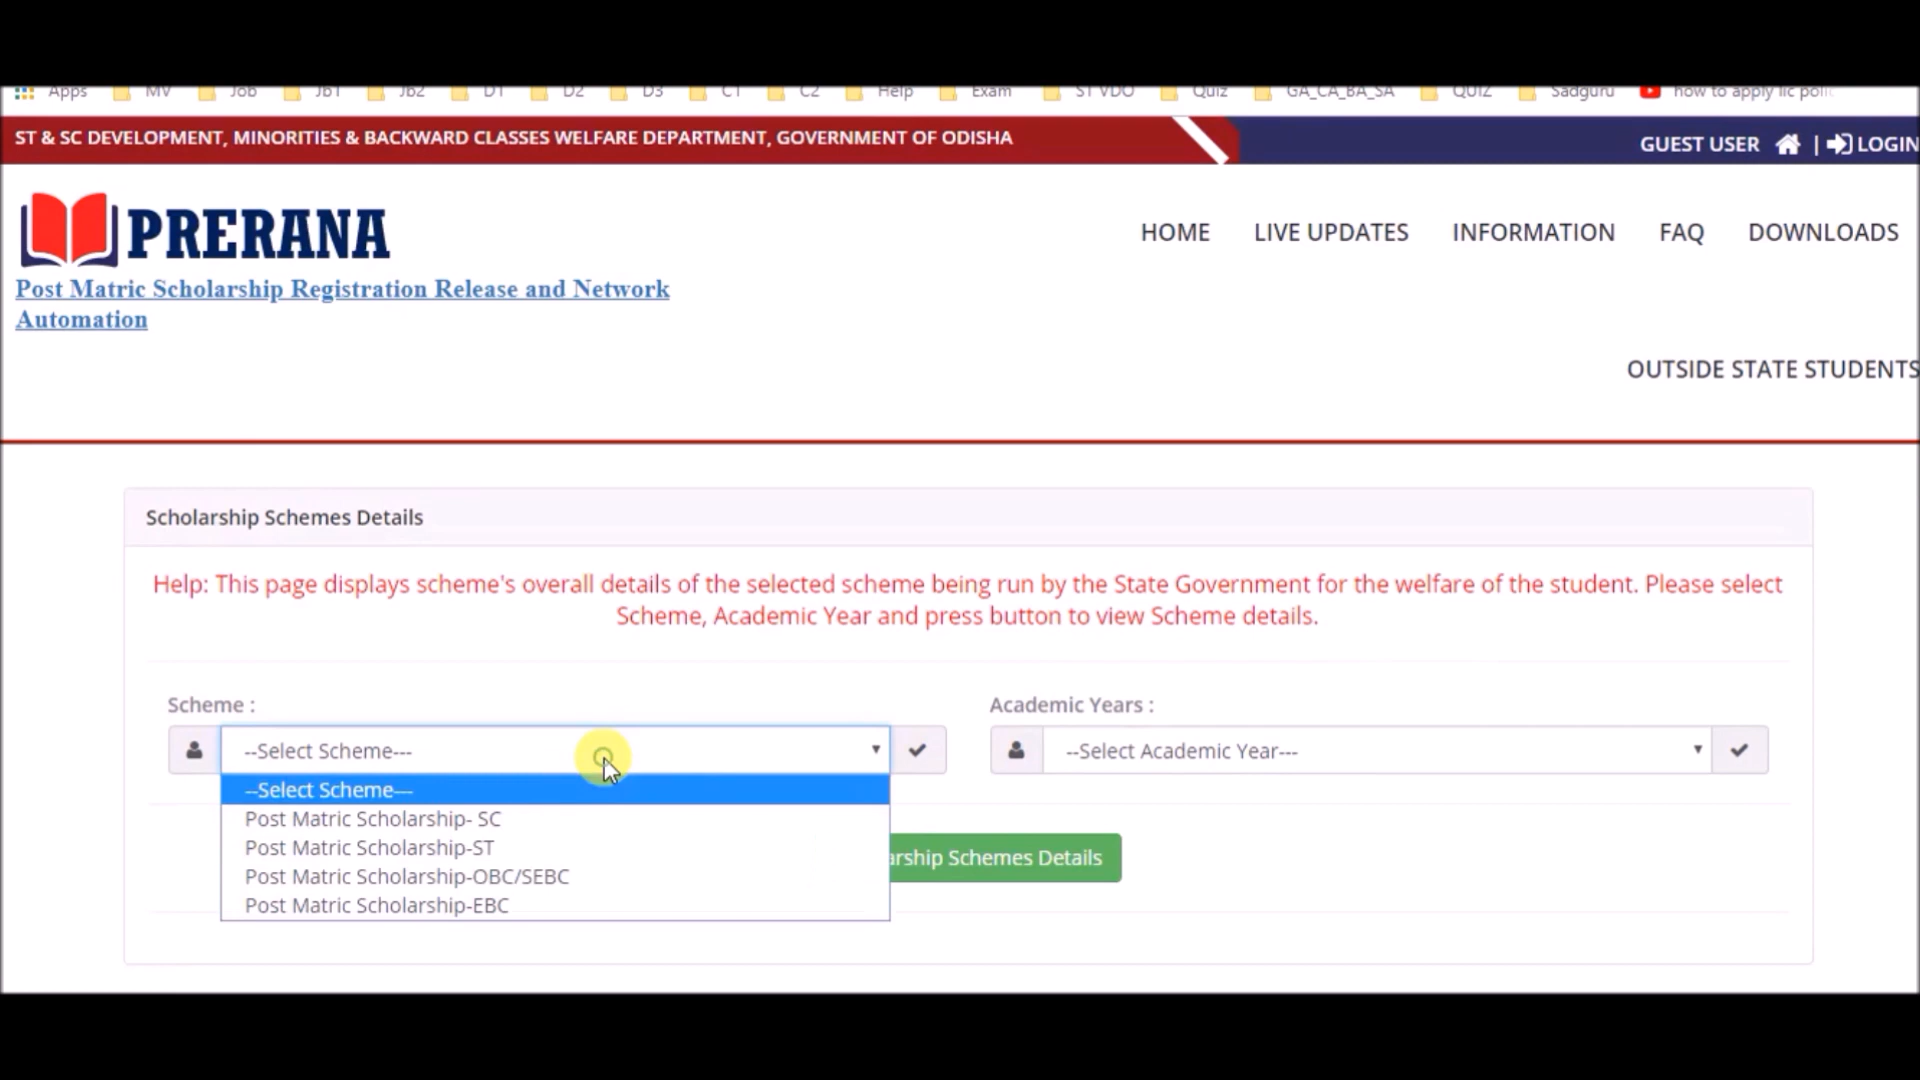 Apps MV Job Jb1 Jb2 D1 D2 D3 C1 C2 Help Exam ST VDO Quiz GA_CA_BA_SA QUIZ Sadguru how to apply lic polic
ST & SC DEVELOPMENT, MINORITIES & BACKWARD CLASSES WELFARE DEPARTMENT, GOVERNMENT OF ODISHA
GUEST USER | LOGIN
PRERANA
HOME LIVE UPDATES INFORMATION FAQ DOWNLOADS
Post Matric Scholarship Registration Release and Network
Automation
OUTSIDE STATE STUDENTS
Scholarship Schemes Details
Help: This page displays scheme's overall details of the selected scheme being run by the State Government for the welfare of the student. Please select
Scheme, Academic Year and press button to view Scheme details.
Scheme : Academic Years :
--Select Scheme--- --Select Academic Year---
--Select Scheme---
Post Matric Scholarship- SC
Post Matric Scholarship-ST
arship Schemes Details
Post Matric Scholarship-OBC/SEBC
Post Matric Scholarship-EBC